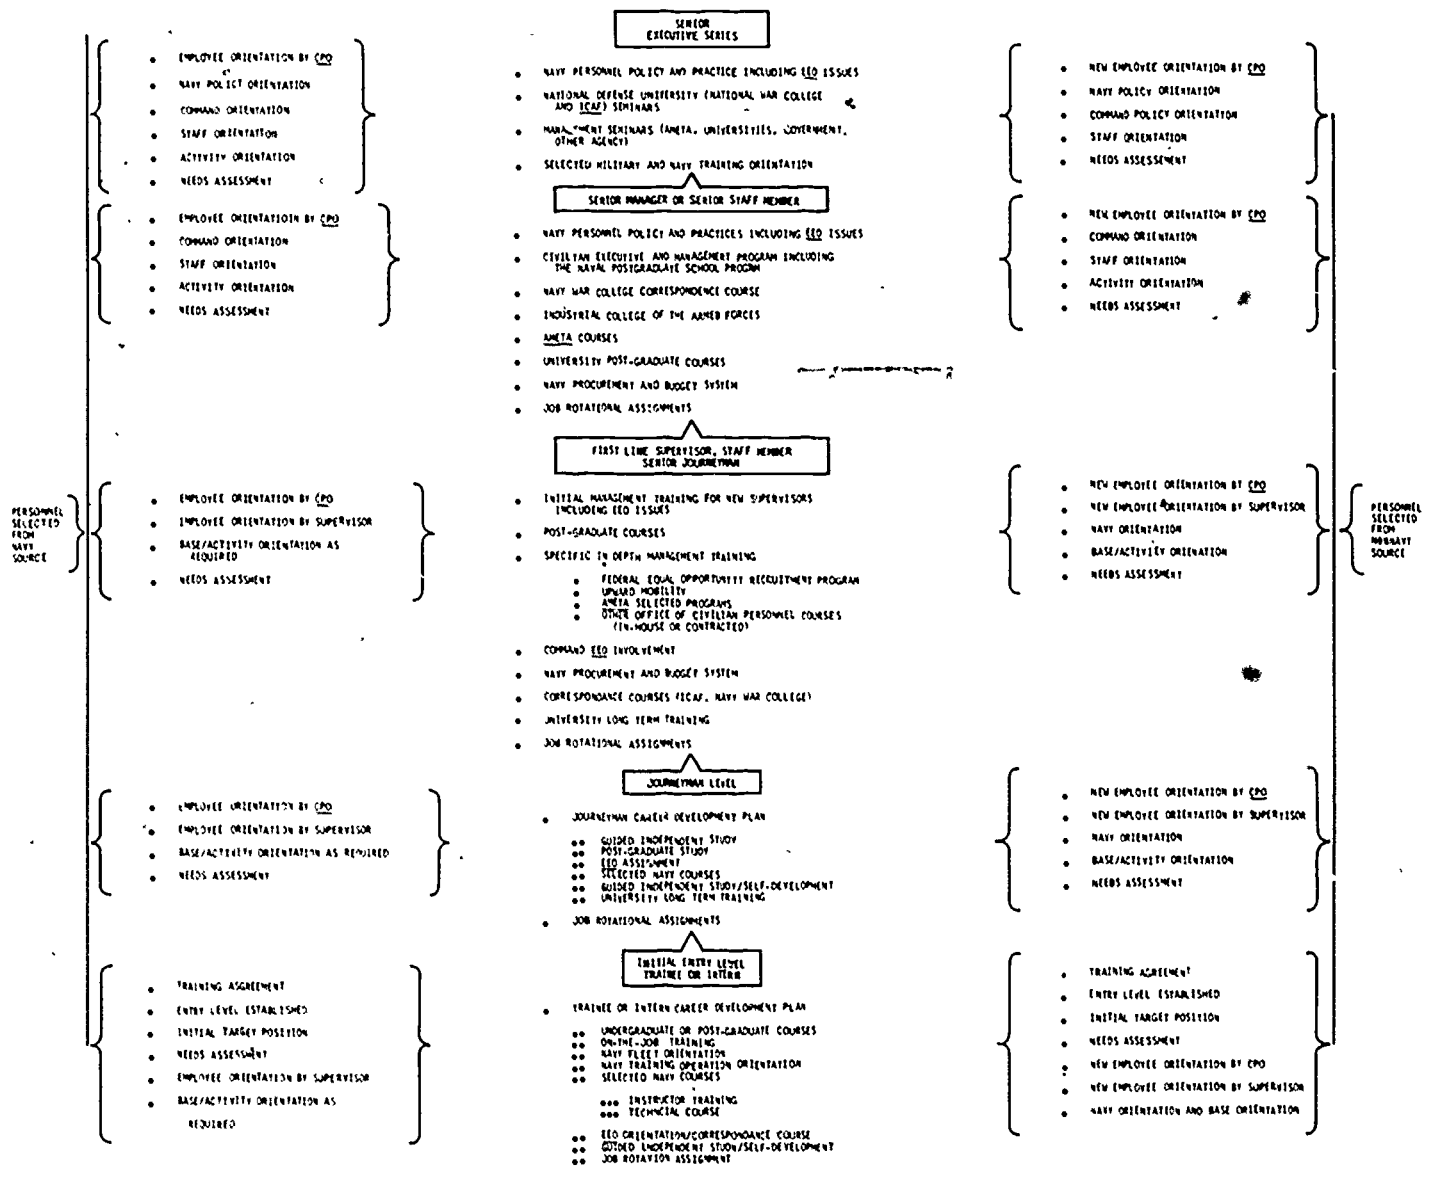 SENIOR
EXECUTIVE SERIES
EMPLOYEE ORIENTATION BY CPO
NAVY POLICY ORIENTATION
COMMAND ORIENTATION
STAFF ORIENTATION
ACTIVITY ORIENTATION
NEEDS ASSESSMENT
NAVY PERSONNEL POLICY AND PRACTICE INCLUDING EEO ISSUES
NATIONAL DEFENSE UNIVERSITY (NATIONAL WAR COLLEGE
AND ICAF) SEMINARS
MANAGEMENT SEMINARS (AMETA, UNIVERSITIES, GOVERNMENT,
OTHER AGENCY)
SELECTED MILITARY AND NAVY TRAINING ORIENTATION
NEW EMPLOYEE ORIENTATION BY CPO
NAVY POLICY ORIENTATION
COMMAND POLICY ORIENTATION
STAFF ORIENTATION
NEEDS ASSESSEMENT
SENIOR MANAGER OR SENIOR STAFF MEMBER
EMPLOYEE ORIENTATIOIN BY CPO
COMMAND ORIENTATION
STAFF ORIENTATION
ACTIVITY ORIENTATION
NEEDS ASSESSMENT
NAVY PERSONNEL POLICY AND PRACTICES INCLUDING EEO ISSUES
CIVILIAN EXECUTIVE AND MANAGEMENT PROGRAM INCLUDING
THE NAVAL POSTGRADUATE SCHOOL PROGRM
NAVY WAR COLLEGE CORRESPONDENCE COURSE
INDUSTRIAL COLLEGE OF THE ARMED FORCES
AMETA COURSES
UNIVERSITY POST-GRADUATE COURSES
NAVY PROCUREMENT AND BUDGET SYSTEM
JOB ROTATIONAL ASSIGNMENTS
NEW EMPLOYEE ORIENTATION BY CPO
COMMAND ORIENTATION
STAFF ORIENTATION
ACTIVITY ORIENTATION
NEEDS ASSESSMENT
FIRST LINE SUPERVISOR, STAFF MEMBER
SENIOR JOURNEYMAN
PERSONNEL
SELECTED
FROM
NAVY
SOURCE
EMPLOYEE ORIENTATION BY CPO
EMPLOYEE ORIENTATION BY SUPERVISOR
BASE/ACTIVITY ORIENTATION AS
REQUIRED
NEEDS ASSESSMENT
INITIAL MANAGEMENT TRAINING FOR NEW SUPERVISORS
INCLUDING EEO ISSUES
POST-GRADUATE COURSES
SPECIFIC IN DEPTH MANAGEMENT TRAINING
FEDERAL EQUAL OPPORTUNITY RECRUITMENT PROGRAM
UPWARD MOBILITY
AMETA SELECTED PROGRAMS
OTHER OFFICE OF CIVILIAN PERSONNEL COURSES
(IN-HOUSE OR CONTRACTED)
COMMAND EEO INVOLVEMENT
NAVY PROCUREMENT AND BUDGET SYSTEM
CORRESPONDANCE COURSES (ICAF, NAVY WAR COLLEGE)
UNIVERSITY LONG TERM TRAINING
JOB ROTATIONAL ASSIGNMENTS
NEW EMPLOYEE ORIENTATION BY CPO
NEW EMPLOYEE ORIENTATION BY SUPERVISOR
NAVY ORIENTATION
BASE/ACTIVITY ORIENATION
NEEDS ASSESSMENT
PERSONNEL
SELECTED
FROM
NONNAVY
SOURCE
JOURNEYMAN LEVEL
EMPLOYEE ORIENTATION BY CPO
EMPLOYEE ORIENTATION BY SUPERVISOR
BASE/ACTIVITY ORIENTATION AS REQUIRED
NEEDS ASSESSMENT
JOURNEYMAN CAREER DEVELOPMENT PLAN
GUIDED INDEPENDENT STUDY
POST-GRADUATE STUDY
EEO ASSIGNMENT
SELECTED NAVY COURSES
GUIDED INDEPENDENT STUDY/SELF-DEVELOPMENT
UNIVERSITY LONG TERM TRAINING
JOB ROTATIONAL ASSIGNMENTS
NEW EMPLOYEE ORIENTATION BY CPO
NEW EMPLOYEE ORIENTATION BY SUPERVISOR
NAVY ORIENTATION
BASE/ACTIVITY ORIENTATION
NEEDS ASSESSMENT
INITIAL ENTRY LEVEL
TRAINEE OR INTERN
TRAINING ASGREEMENT
ENTRY LEVEL ESTABLISHED
INITIAL TARGET POSITION
NEEDS ASSESSMENT
EMPLOYEE ORIENTATION BY SUPERVISOR
BASE/ACTIVITY ORIENTATION AS
REQUIRED
TRAINEE OR INTERN CAREER DEVELOPMENT PLAN
UNDERGRADUATE OR POST-GRADUATE COURSES
ON-THE-JOB TRAINING
NAVY FLEET ORIENTATION
NAVY TRAINING OPERATION ORIENTATION
SELECTED NAVY COURSES
INSTRUCTOR TRAINING
TECHNCIAL COURSE
EEO ORIENTATION/CORRESPONDANCE COURSE
GUIDED INDEPENDENT STUDY/SELF-DEVELOPMENT
JOB ROTATION ASSIGNMENT
TRAINING AGREEMENT
ENTRY LEVEL ESTABLISHED
INITIAL TARGET POSITION
NEEDS ASSESSMENT
NEW EMPLOYEE ORIENTATION BY CPO
NEW EMPLOYEE ORIENTATION BY SUPERVISOR
NAVY ORIENTATION AND BASE ORIENTATION